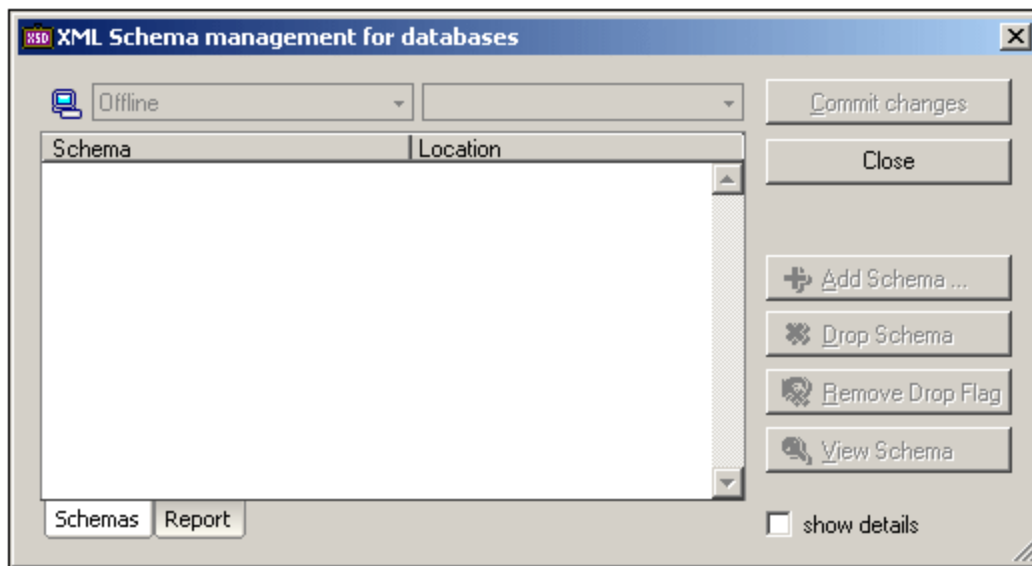 XSD XML Schema management for databases
Offline
Commit changes
Schema Location
Close
Add Schema ...
Drop Schema
Remove Drop Flag
View Schema
Schemas Report
show details